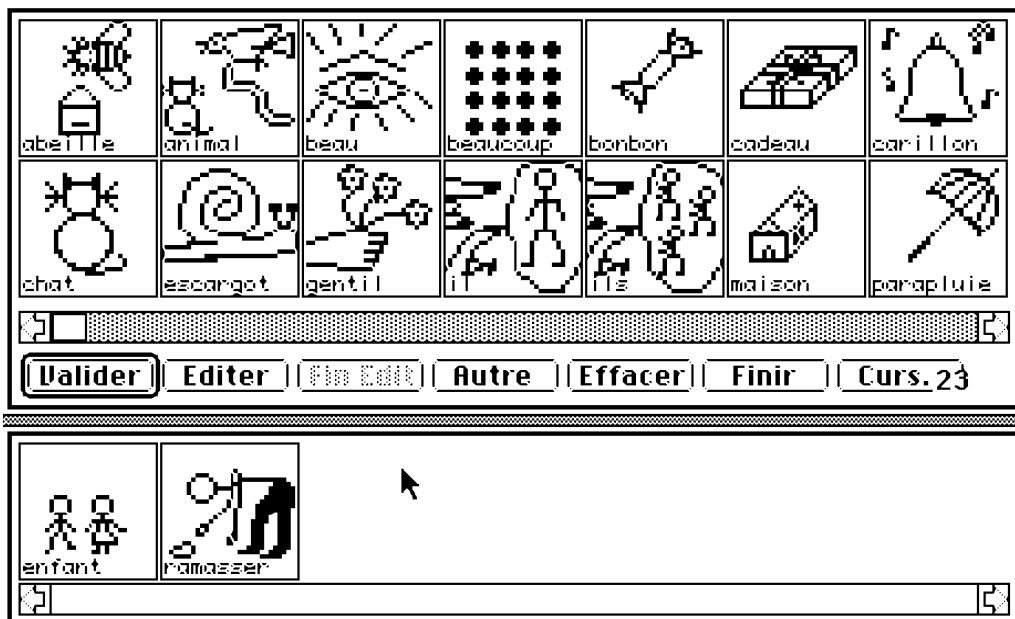 abeille animal beau beaucoup bonbon cadeau carillon
chat escargot gentil il ils maison parapluie
Valider Editer Fin Edit Autre Effacer Finir Curs. 23
enfant ramasser